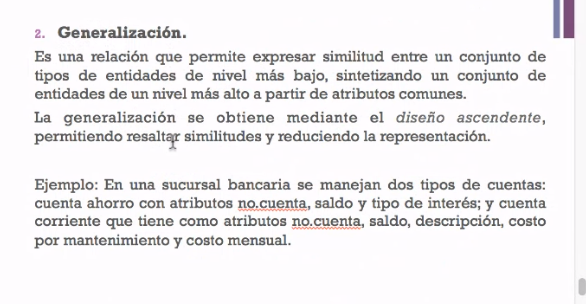 2. Generalización.
Es una relación que permite expresar similitud entre un conjunto de
tipos de entidades de nivel más bajo, sintetizando un conjunto de
entidades de un nivel más alto a partir de atributos comunes.
La generalización se obtiene mediante el diseño ascendente,
permitiendo resaltar similitudes y reduciendo la representación.
Ejemplo: En una sucursal bancaria se manejan dos tipos de cuentas:
cuenta ahorro con atributos no.cuenta, saldo y tipo de interés; y cuenta
corriente que tiene como atributos no.cuenta, saldo, descripción, costo
por mantenimiento y costo mensual.